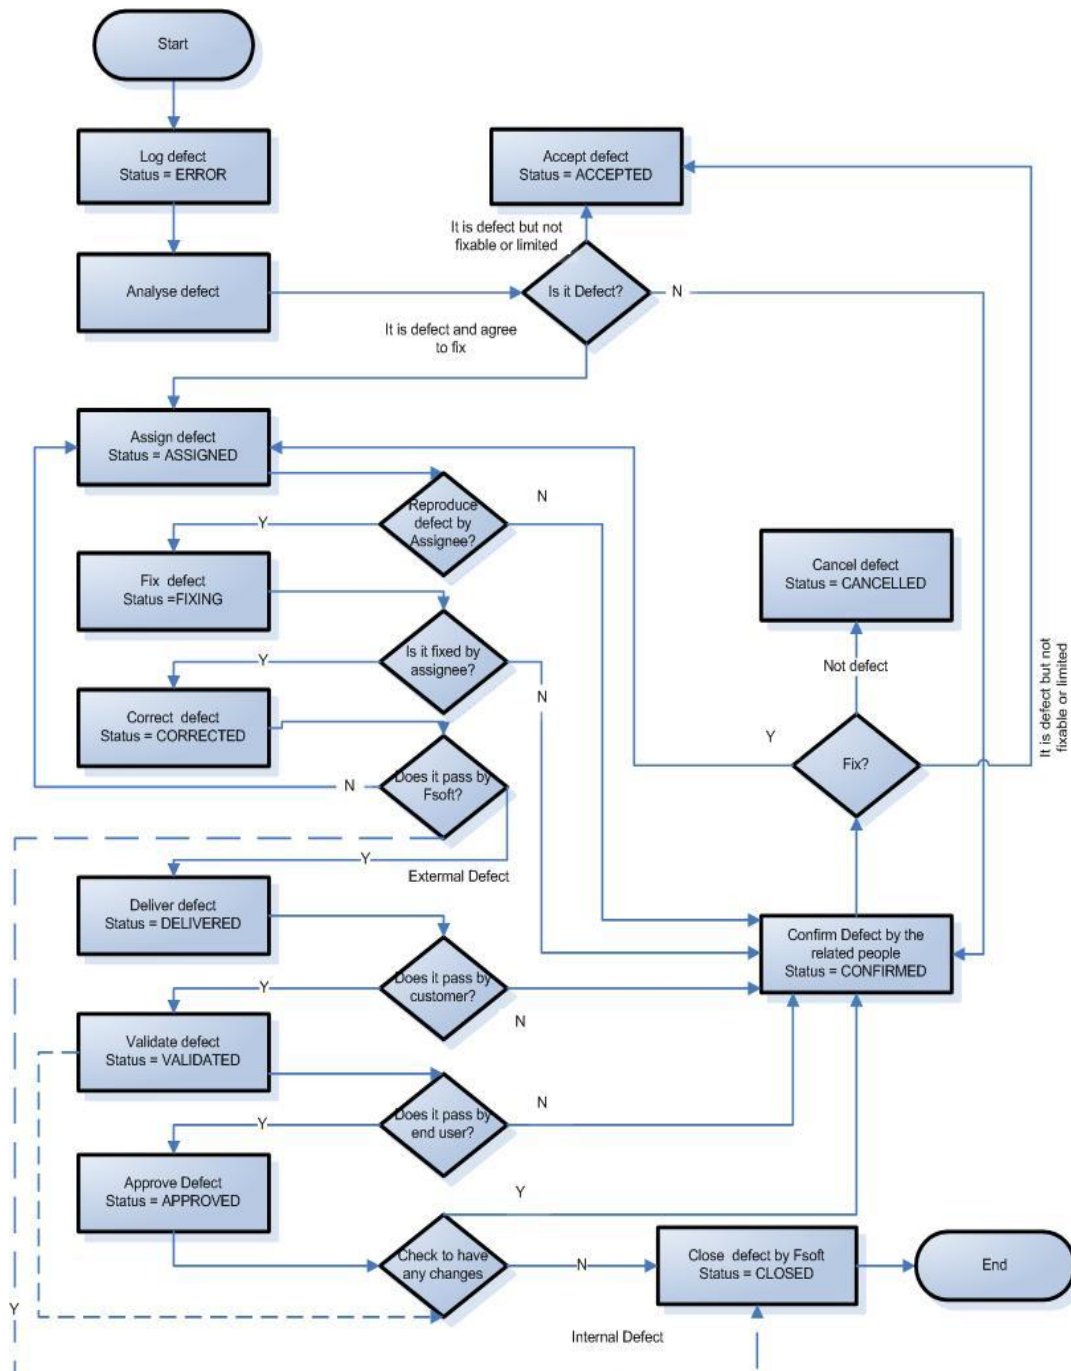 Start
Log defect
Status = ERROR
Accept defect
Status = ACCEPTED
It is defect but not
fixable or limited
Analyse defect
Is it Defect?
N
It is defect and agree
to fix
Assign defect
Status = ASSIGNED
Reproduce
defect by
Assignee?
N
Y
Fix defect
Status =FIXING
Cancel defect
Status = CANCELLED
Is it fixed by
assignee?
Y
N
Not defect
It is defect but not
fixable or limited
Correct defect
Status = CORRECTED
Y
Fix?
Does it pass by
Fsoft?
N
Y
Extermal Defect
Deliver defect
Status = DELIVERED
Confirm Defect by the
related people
Status = CONFIRMED
Does it pass by
customer?
Y
N
Validate defect
Status = VALIDATED
Does it pass by
end user?
N
Y
Approve Defect
Status = APPROVED
Y
Check to have
any changes
N
Close defect by Fsoft
Status = CLOSED
End
Y
Internal Defect